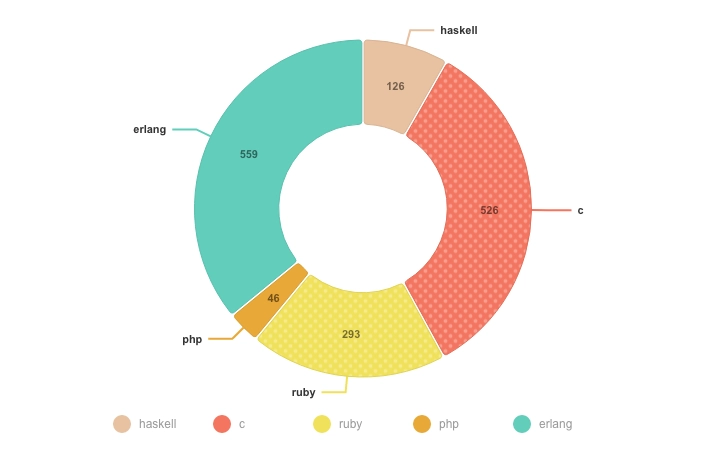 haskell
126
erlang
559
526
c
46
293
php
ruby
haskell
c
ruby
php
erlang